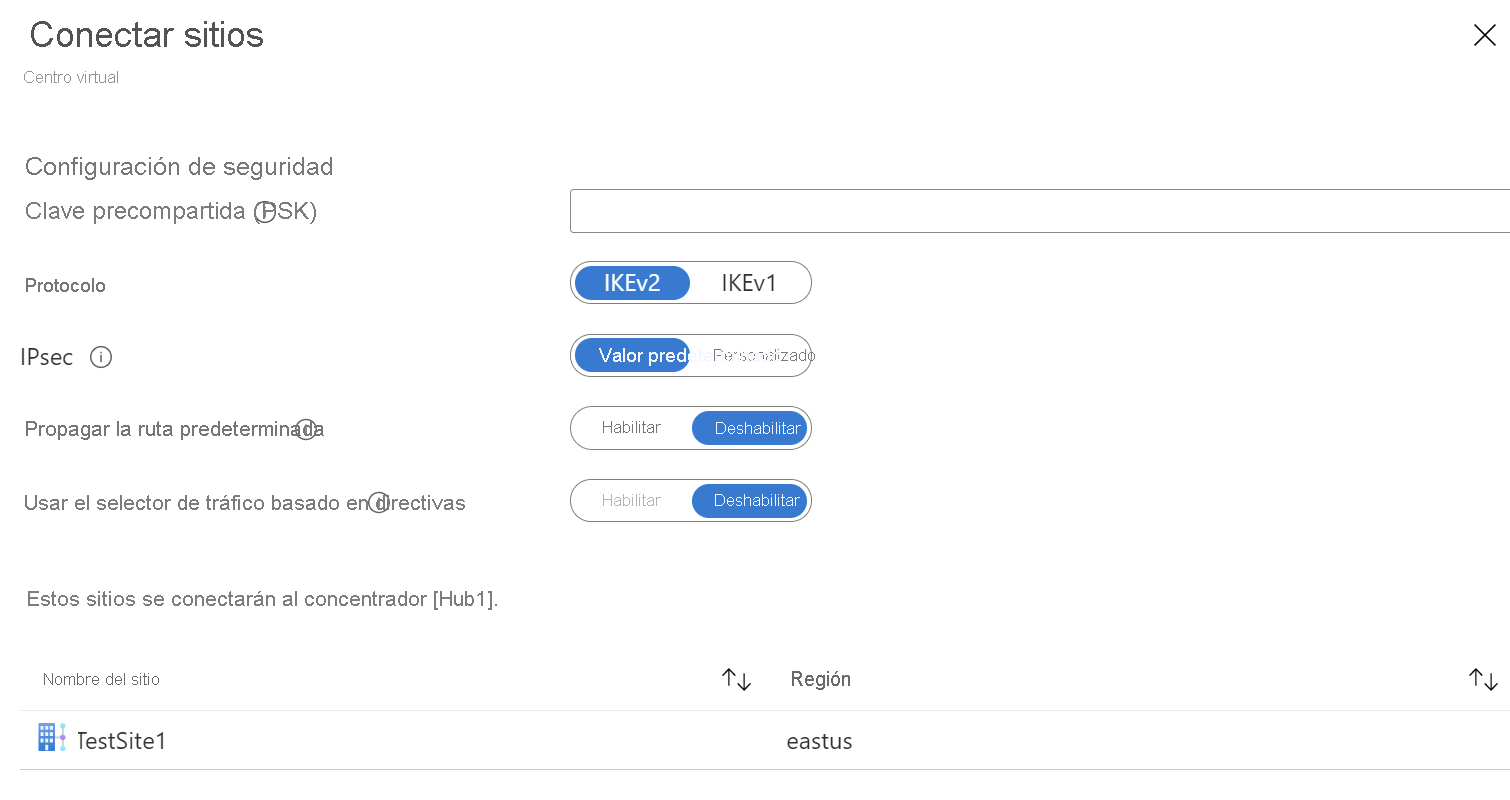 Conectar sitios
Centro virtual
Configuración de seguridad
Clave precompartida (PSK)
Protocolo
IKEv2 IKEv1
IPsec
Valor predeterminado Personalizado
Propagar la ruta predeterminada
Habilitar Deshabilitar
Usar el selector de tráfico basado en directivas
Habilitar Deshabilitar
Estos sitios se conectarán al concentrador [Hub1].
Nombre del sitio Región
TestSite1 eastus